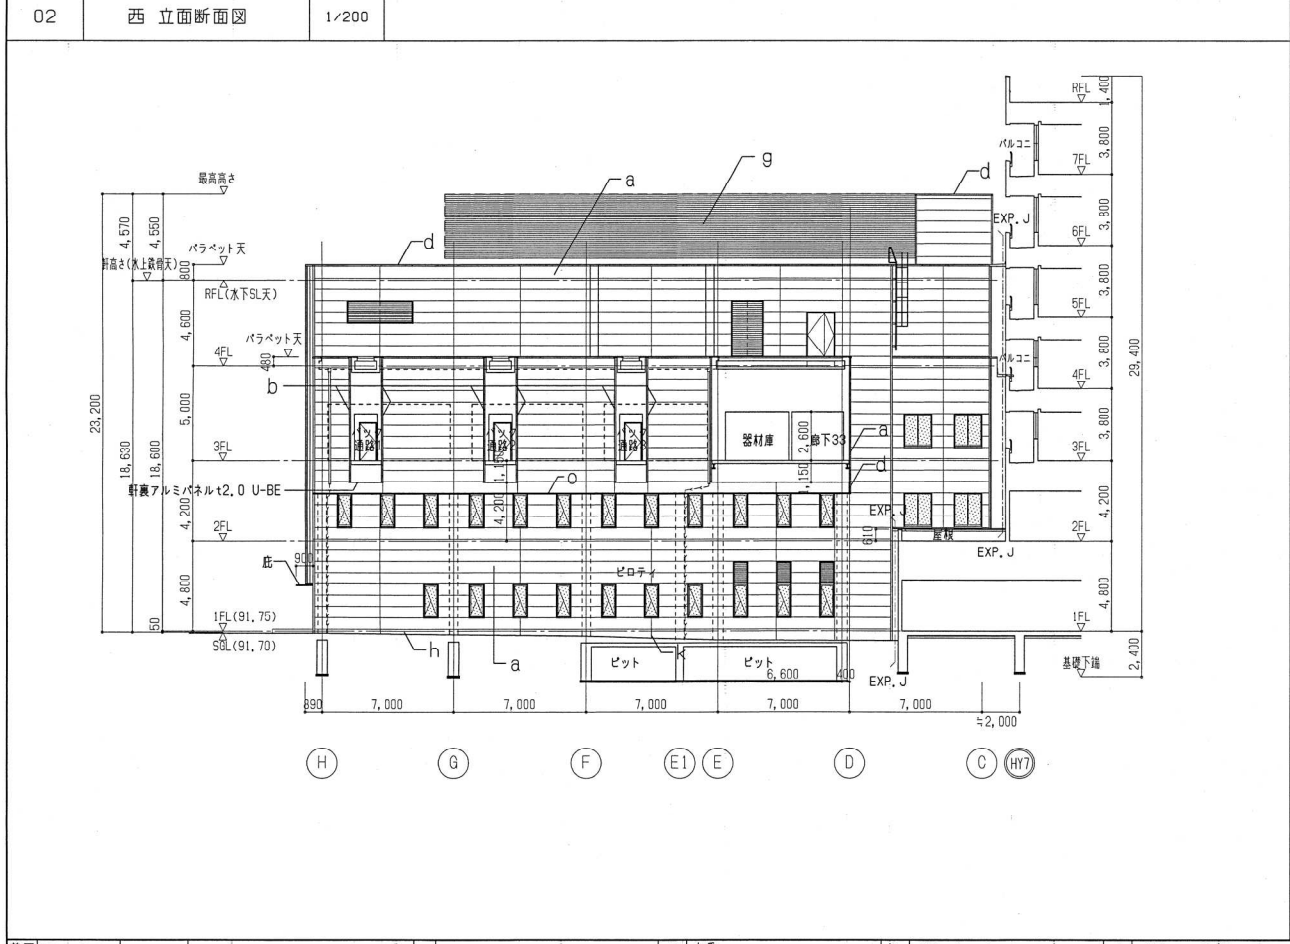 02
西 立面断面図
1/200
RFL
1,400
バルコニ
3,800
7FL
最高高さ
g
a
d
4,570
4,550
EXP.J
3,800
6FL
パラペット天
d
軒高さ(水上鉄骨天)
800
RFL(水下SL天)
3,800
5FL
4,600
パラペット天
4FL
480
バルコニ
3,800
4FL
29,400
b
23,200
5,000
通路
通路
通路
器材庫
2,600
廊下33
a
3,800
3FL
3FL
18,630
18,600
1,150
d
軒裏アルミパネルt2.0 U-BE
o
4,200
4,200
EXP.J
4,200
2FL
610
屋根
2FL
EXP.J
庇
900
ピロティ
4,800
4,800
50
1FL(91.75)
1FL
SGL(91.70)
h
a
k
ピット
ピット
6,600
400
EXP.J
基礎下端
2,400
890
7,000
7,000
7,000
7,000
7,000
≒2,000
H
G
F
E1
E
D
C
HY7